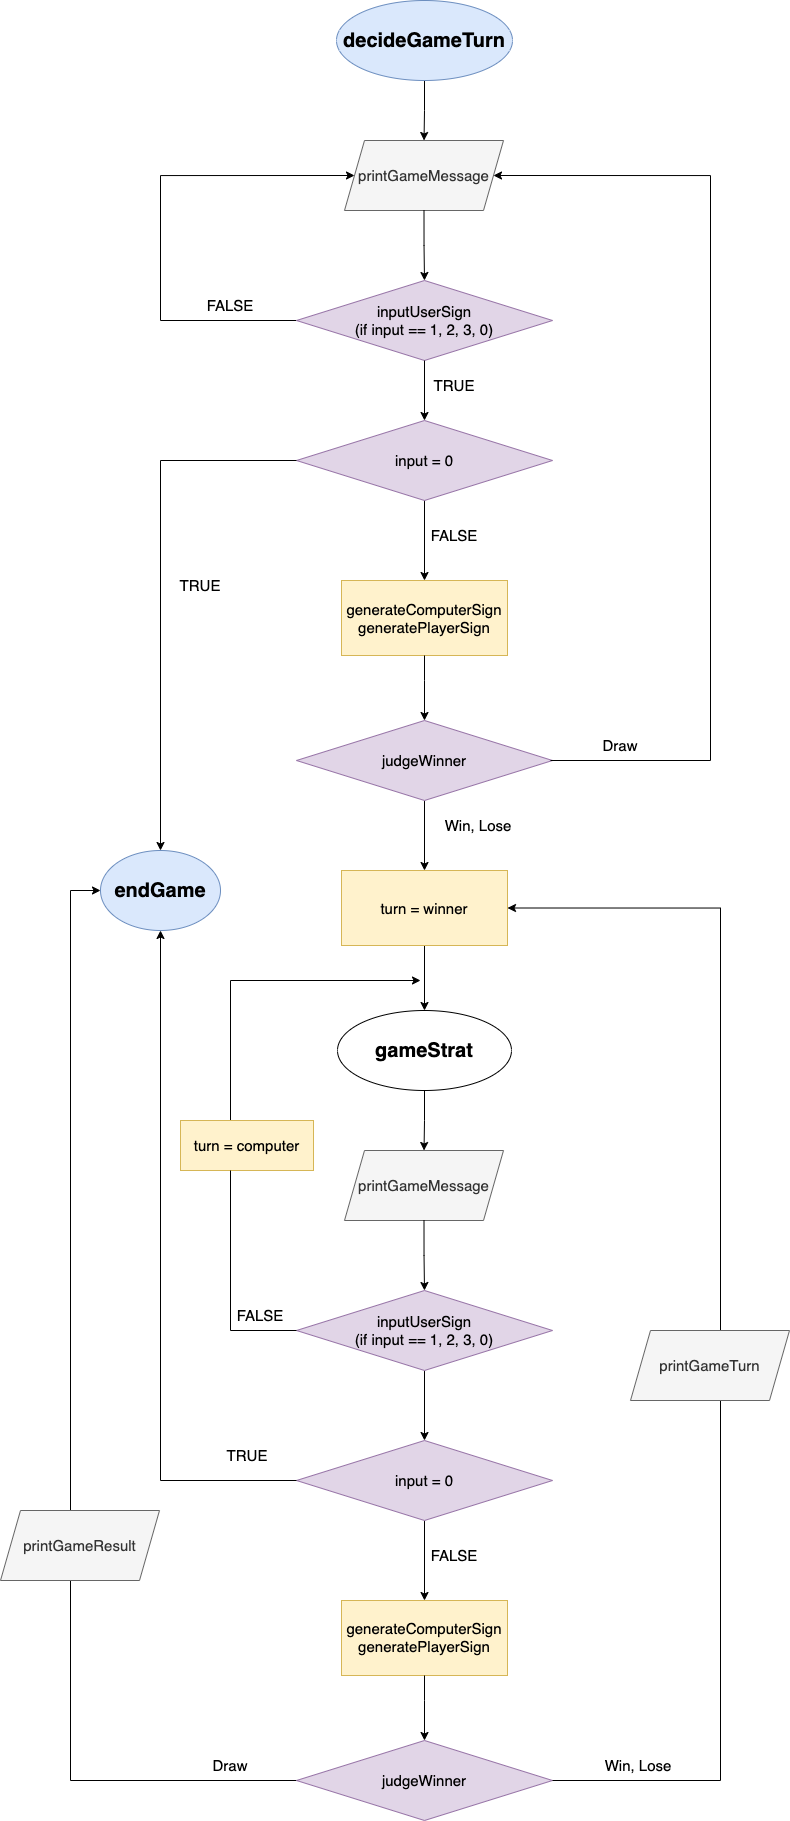 decideGameTurn
printGameMessage
FALSE
inputUserSign
(if input == 1, 2, 3, 0)
TRUE
input = 0
FALSE
TRUE
generateComputerSign
generatePlayerSign
judgeWinner
Draw
Win, Lose
endGame
turn = winner
gameStrat
turn = computer
printGameMessage
FALSE
inputUserSign
(if input == 1, 2, 3, 0)
printGameTurn
TRUE
input = 0
printGameResult
FALSE
generateComputerSign
generatePlayerSign
Draw
judgeWinner
Win, Lose